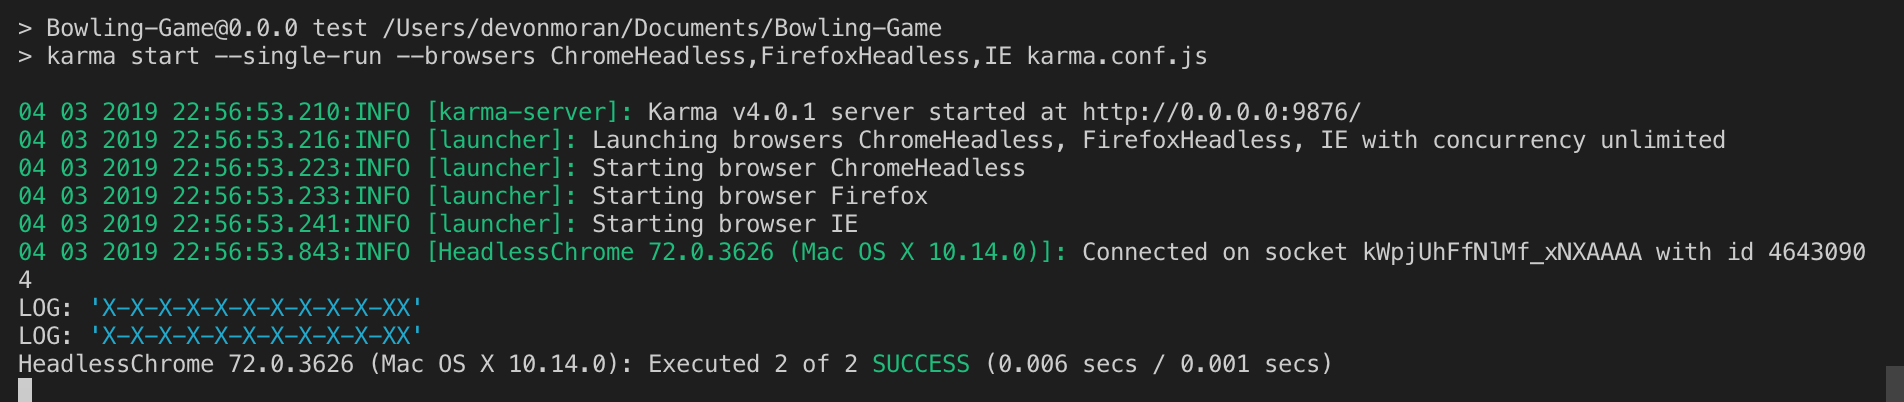 > Bowling-Game@0.0.0 test /Users/devonmoran/Documents/Bowling-Game
> karma start --single-run --browsers ChromeHeadless,FirefoxHeadless,IE karma.conf.js
04 03 2019 22:56:53.210:INFO [karma-server]: Karma v4.0.1 server started at http://0.0.0.0:9876/
04 03 2019 22:56:53.216:INFO [launcher]: Launching browsers ChromeHeadless, FirefoxHeadless, IE with concurrency unlimited
04 03 2019 22:56:53.223:INFO [launcher]: Starting browser ChromeHeadless
04 03 2019 22:56:53.233:INFO [launcher]: Starting browser Firefox
04 03 2019 22:56:53.241:INFO [launcher]: Starting browser IE
04 03 2019 22:56:53.843:INFO [HeadlessChrome 72.0.3626 (Mac OS X 10.14.0)]: Connected on socket kWpjUhFfNlMf_xNXAAAA with id 4643090
4
LOG: 'X-X-X-X-X-X-X-X-X-X-XX'
LOG: 'X-X-X-X-X-X-X-X-X-X-XX'
HeadlessChrome 72.0.3626 (Mac OS X 10.14.0): Executed 2 of 2 SUCCESS (0.006 secs / 0.001 secs)